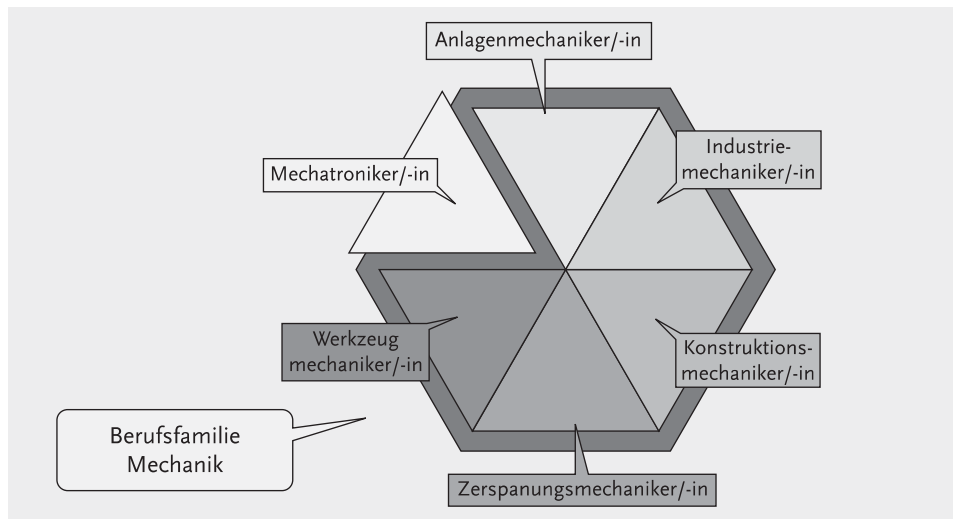 Anlagenmechaniker/-in
Industrie-
mechaniker/-in
Mechatroniker/-in
Werkzeug
mechaniker/-in
Konstruktions-
mechaniker/-in
Berufsfamilie
Mechanik
Zerspanungsmechaniker/-in